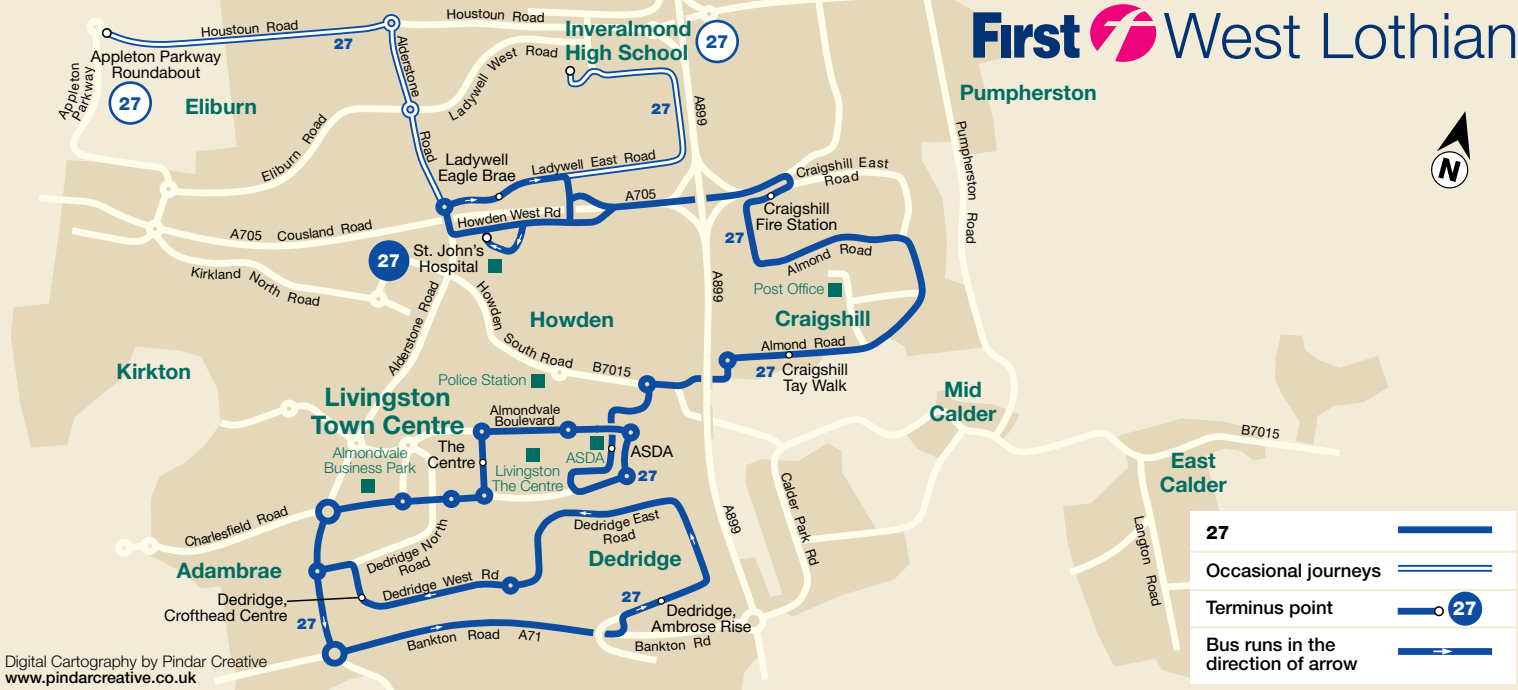 First West Lothian
Houstoun Road
Houstoun Road
27
Appleton Parkway
Roundabout
27
Appleton
Parkway
Eliburn
Alderstone
Road
Ladywell West Road
Inveralmond
High School
27
27
A899
Pumpherston
Pumpherston Road
N
Eliburn Road
Ladywell
Eagle Brae
Ladywell East Road
Craigshill East
Road
A705
Howden West Rd
Craigshill
Fire Station
27
A705 Cousland Road
27
St. John's
Hospital
Almond Road
Kirkland North Road
A899
Post Office
Howden South Road
B7015
Howden
Craigshill
Alderstone Road
Almond Road
27
Craigshill
Tay Walk
Kirkton
Police Station
Livingston
Town Centre
Almondvale
Boulevard
Mid
Calder
The
Centre
ASDA
ASDA
27
Almondvale
Business Park
Livingston
The Centre
B7015
East
Calder
Charlesfield Road
Calder Park Rd
A899
Dedridge North
Road
Dedridge East
Road
Dedridge
Langton Road
Adambrae
Dedridge West Rd
Dedridge,
Crofthead Centre
27
27
Dedridge,
Ambrose Rise
Bankton Road A71
Bankton Rd
27
Occasional journeys
Terminus point
27
Bus runs in the
direction of arrow
Digital Cartography by Pindar Creative
www.pindarcreative.co.uk